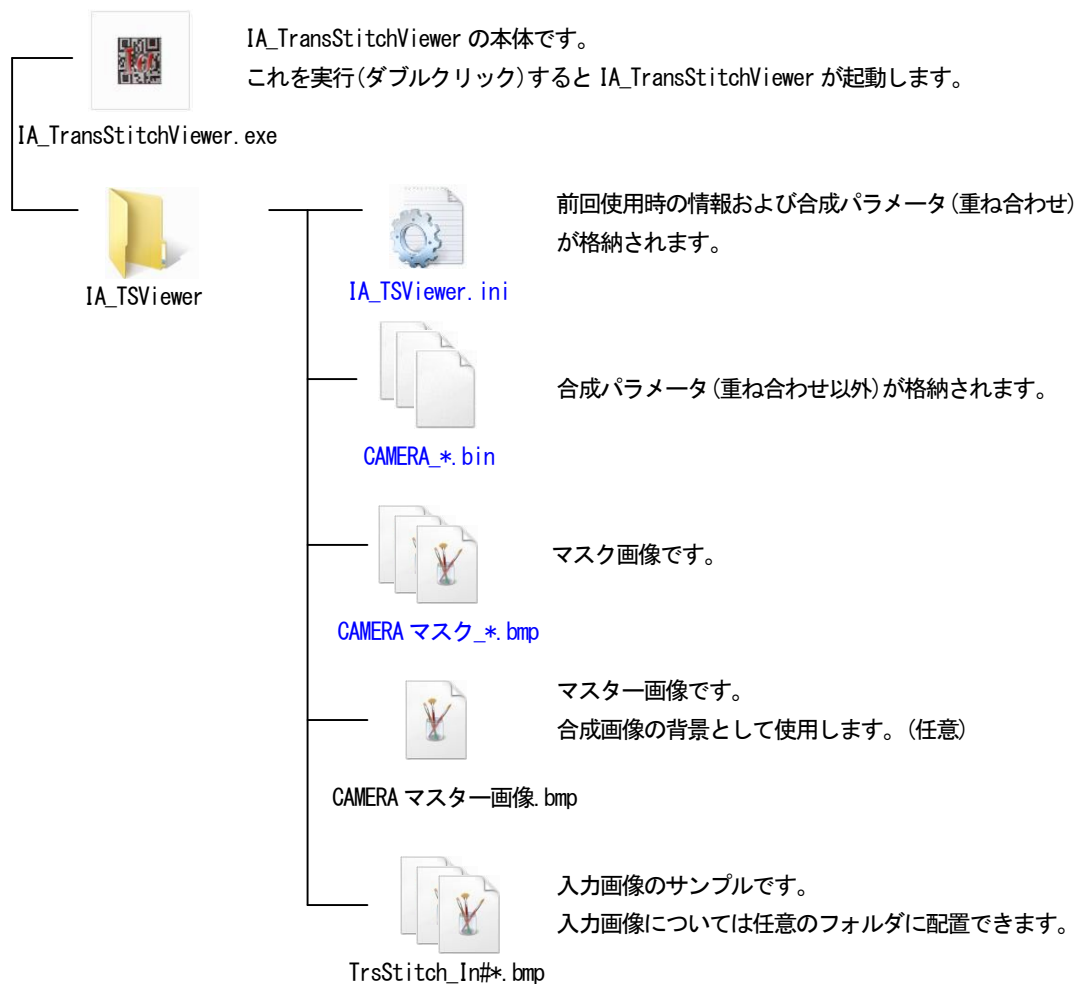 IA_TransStitchViewer の本体です。
これを実行(ダブルクリック)すると IA_TransStitchViewer が起動します。
IA_TransStitchViewer.exe
前回使用時の情報および合成パラメータ(重ね合わせ)
が格納されます。
IA_TSViewer
IA_TSViewer.ini
合成パラメータ(重ね合わせ以外)が格納されます。
CAMERA_*.bin
マスク画像です。
CAMERA マスク_*.bmp
マスター画像です。
合成画像の背景として使用します。(任意)
CAMERA マスター画像.bmp
入力画像のサンプルです。
入力画像については任意のフォルダに配置できます。
TrsStitch_In#*.bmp